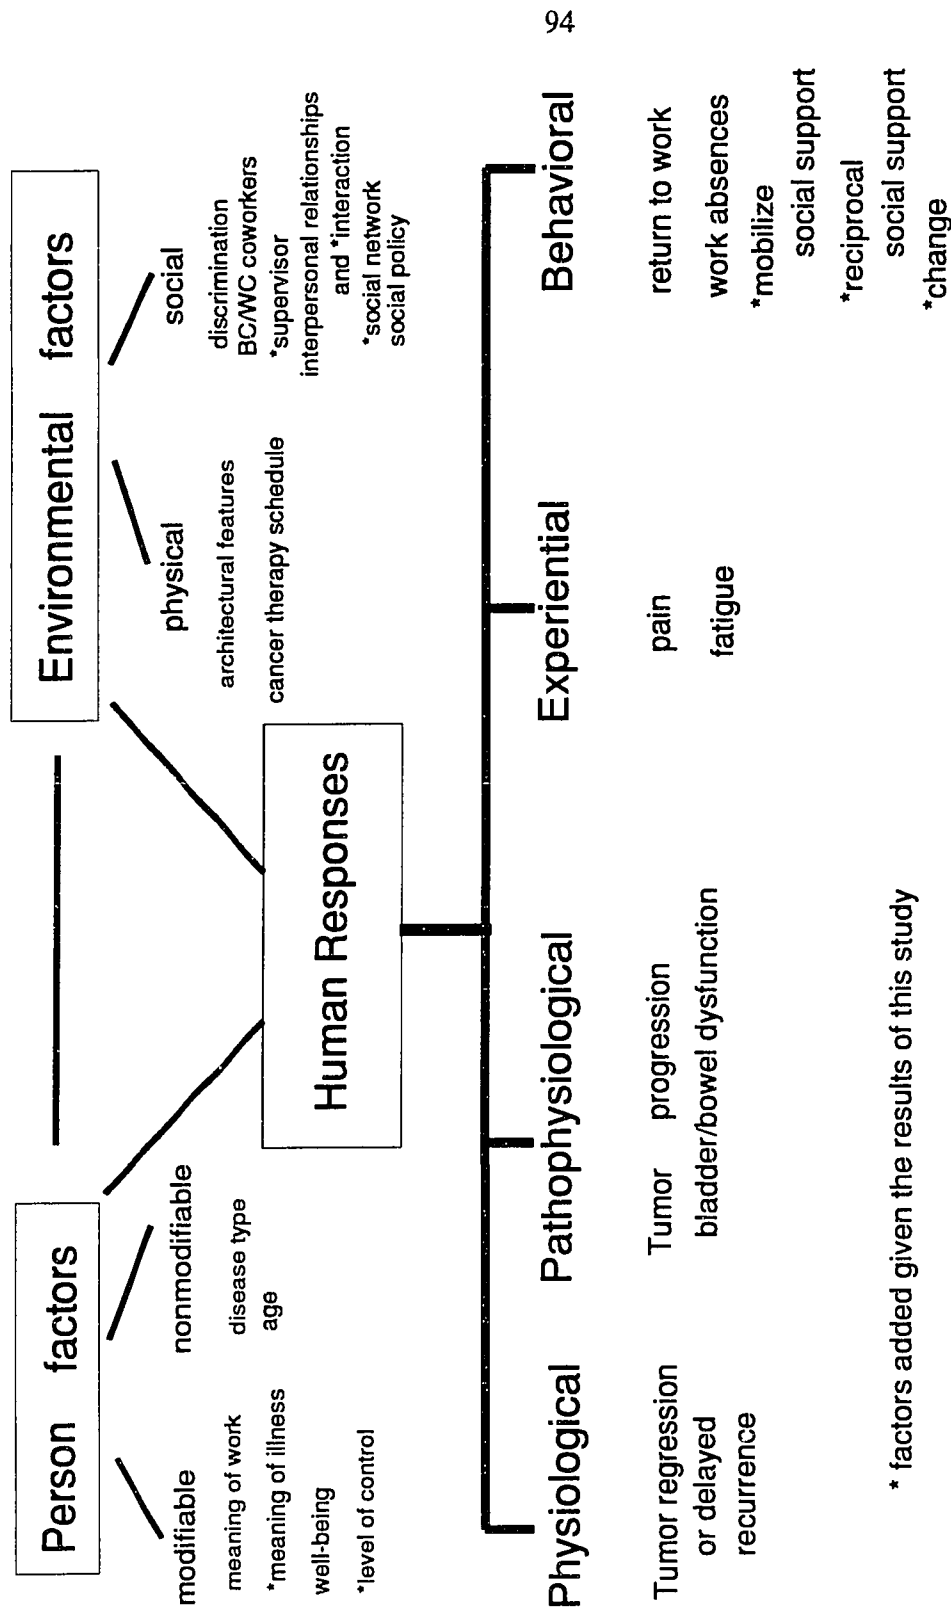 94
Person factors
Environmental factors
modifiable
meaning of work
*meaning of illness
well-being
*level of control
nonmodifiable
disease type
age
physical
architectural features
cancer therapy schedule
social
discrimination
BC/WC coworkers
*supervisor
interpersonal relationships
and *interaction
*social network
social policy
Human Responses
Physiological
Tumor regression
or delayed
recurrence
Pathophysiological
Tumor progression
bladder/bowel dysfunction
Experiential
pain
fatigue
Behavioral
return to work
work absences
*mobilize
social support
*reciprocal
social support
*change
* factors added given the results of this study